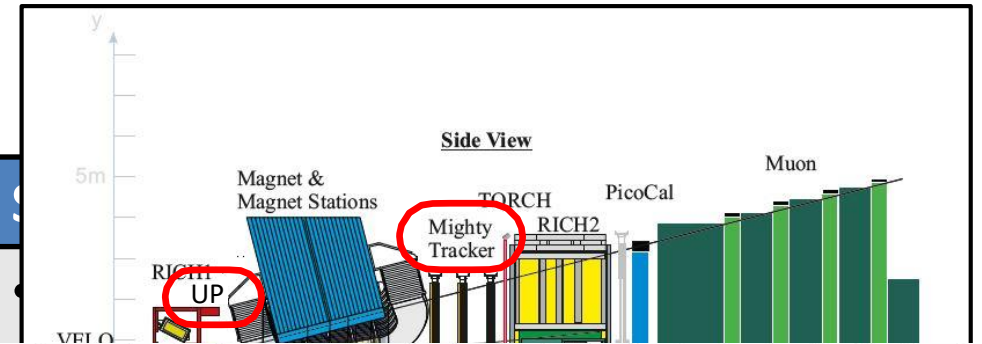 y
Side View
5m
Magnet &
Magnet Stations
TORCH
PicoCal
Muon
Mighty
Tracker
RICH2
RICH1
UP
VELO